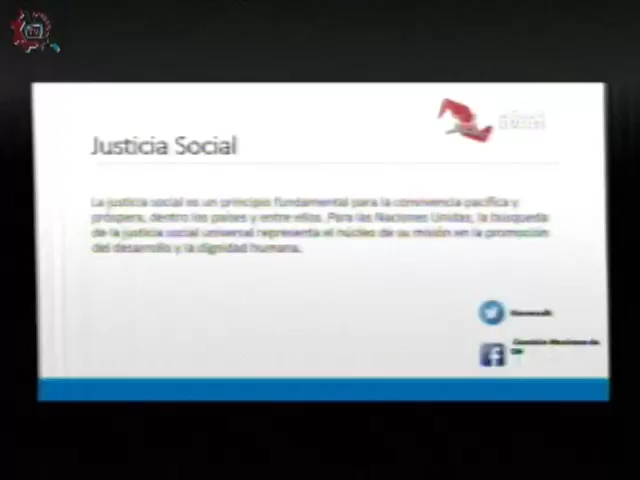 TV
Justicia Social
La justicia social es un principio fundamental para la convivencia pacífica y
próspera, dentro los países y entre ellos. Para las Naciones Unidas, la búsqueda
de la justicia social universal representa el núcleo de su misión en la promoción
del desarrollo y la dignidad humana.